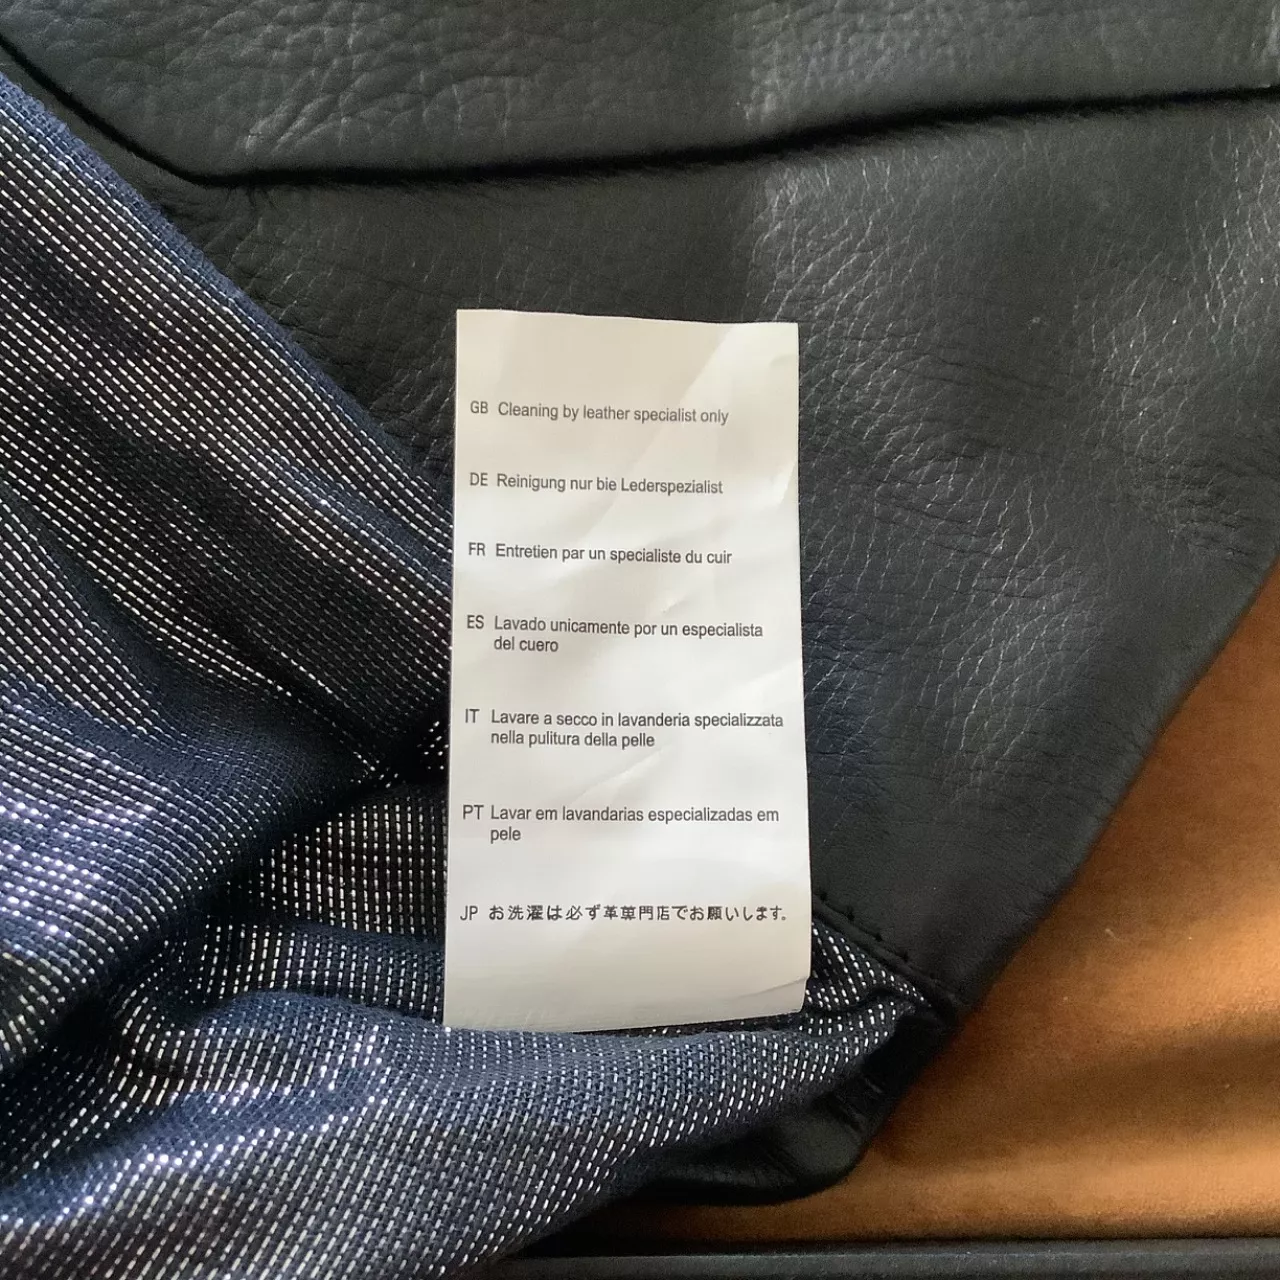 GB Cleaning by leather specialist only
DE Reinigung nur bie Lederspezialist
FR Entretien par un specialiste du cuir
ES Lavado unicamente por un especialista
del cuero
IT Lavare a secco in lavanderia specializzata
nella pulitura della pelle
PT Lavar em lavandarias especializadas em
pele
JP お洗濯は必ず革専門店でお願いします。